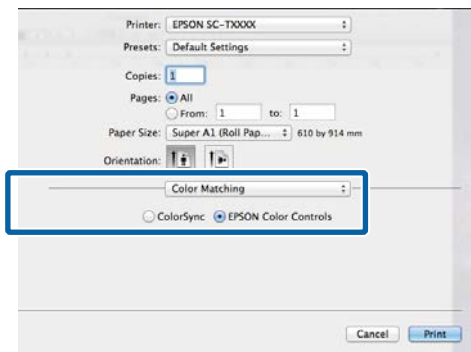 Printer: EPSON SC-TXXXX
Presets: Default Settings
Copies: 1
Pages: All
From: 1 to: 1
Paper Size: Super A1 (Roll Pap... 610 by 914 mm
Orientation:
Color Matching
ColorSync EPSON Color Controls
Cancel Print